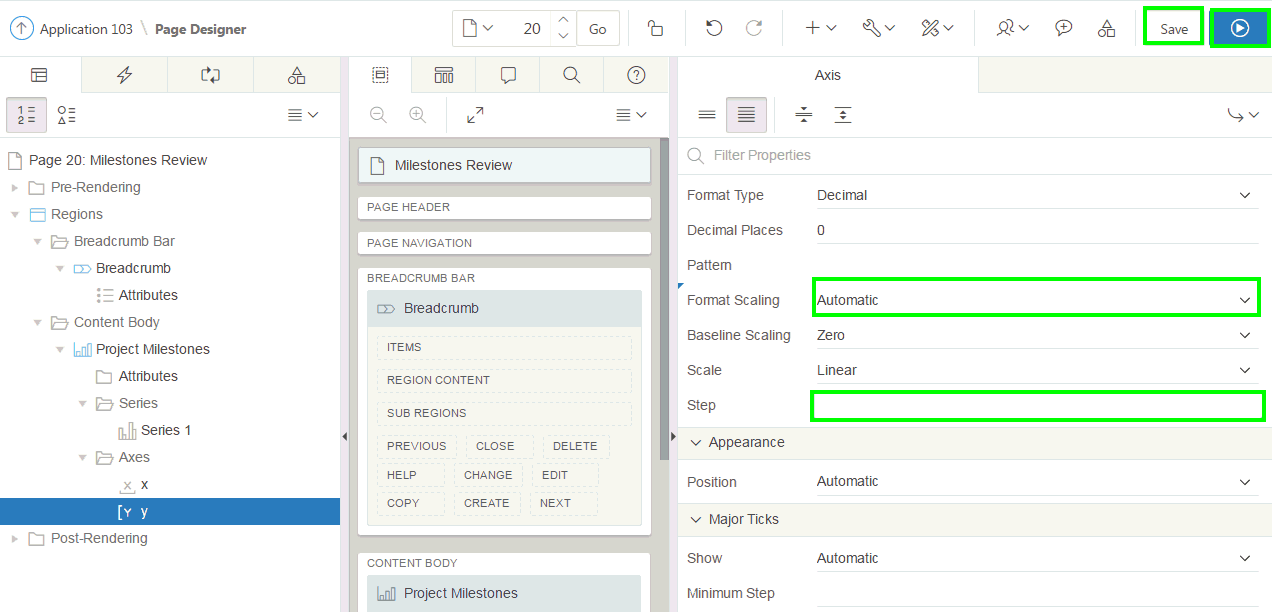 Application 103 \ Page Designer
20
Go
Save
Page 20: Milestones Review
Pre-Rendering
Regions
Breadcrumb Bar
Breadcrumb
Attributes
Content Body
Project Milestones
Attributes
Series
Series 1
Axes
x
y
Post-Rendering
Milestones Review
PAGE HEADER
PAGE NAVIGATION
BREADCRUMB BAR
Breadcrumb
ITEMS
REGION CONTENT
SUB REGIONS
PREVIOUS CLOSE DELETE
HELP CHANGE EDIT
COPY CREATE NEXT
CONTENT BODY
Project Milestones
Axis
Filter Properties
Format Type Decimal
Decimal Places 0
Pattern
Format Scaling Automatic
Baseline Scaling Zero
Scale Linear
Step
Appearance
Position Automatic
Major Ticks
Show Automatic
Minimum Step